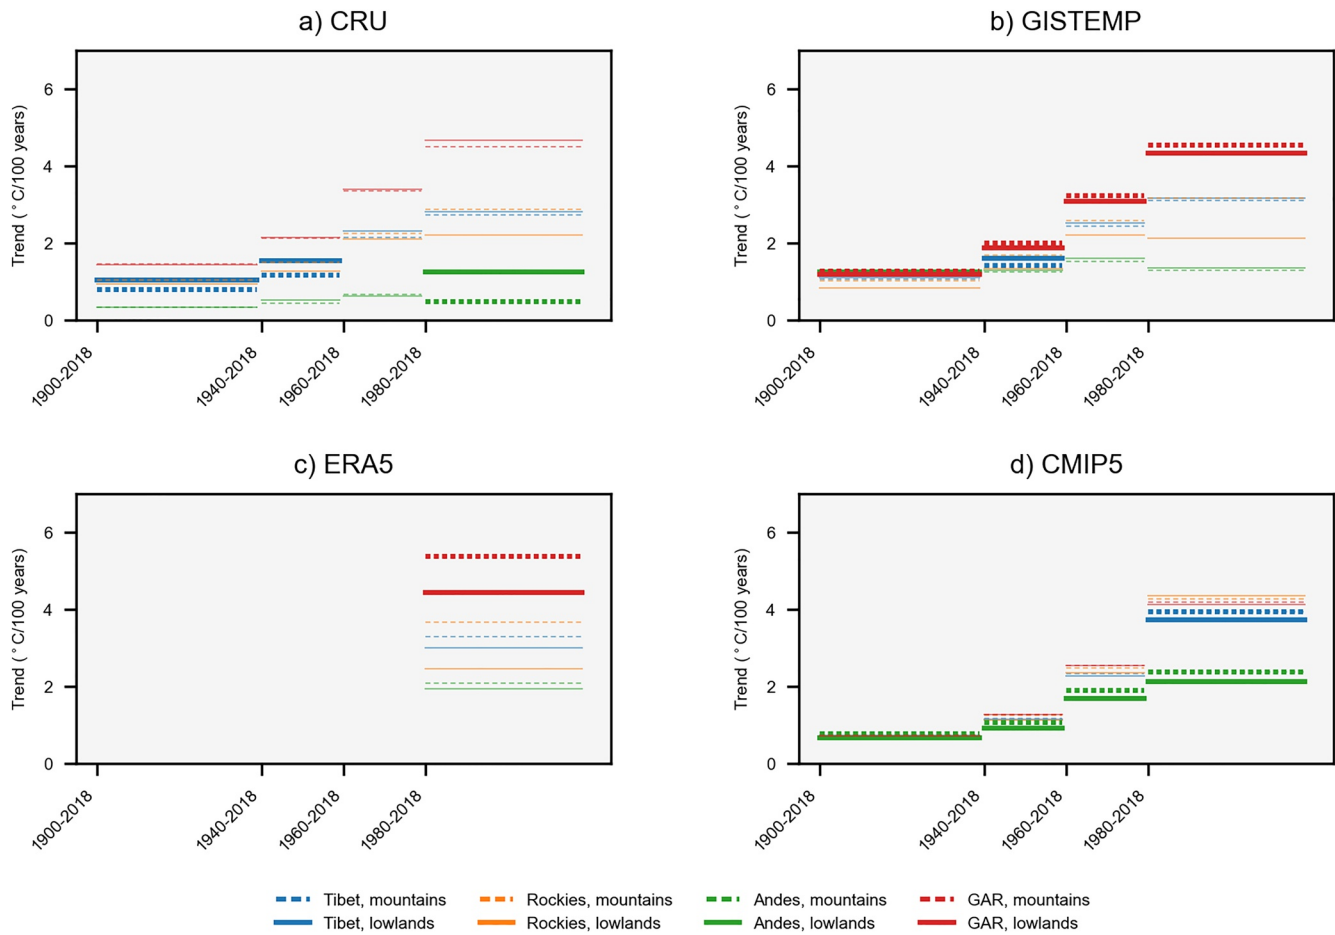 a) CRU
b) GISTEMP
Trend (°C/100 years)
6
4
2
0
1900-2018
1940-2018
1960-2018
1980-2018
Trend (°C/100 years)
6
4
2
0
1900-2018
1940-2018
1960-2018
1980-2018
c) ERA5
d) CMIP5
Trend (°C/100 years)
6
4
2
0
1900-2018
1940-2018
1960-2018
1980-2018
Trend (°C/100 years)
6
4
2
0
1900-2018
1940-2018
1960-2018
1980-2018
Tibet, mountains
Rockies, mountains
Andes, mountains
GAR, mountains
Tibet, lowlands
Rockies, lowlands
Andes, lowlands
GAR, lowlands